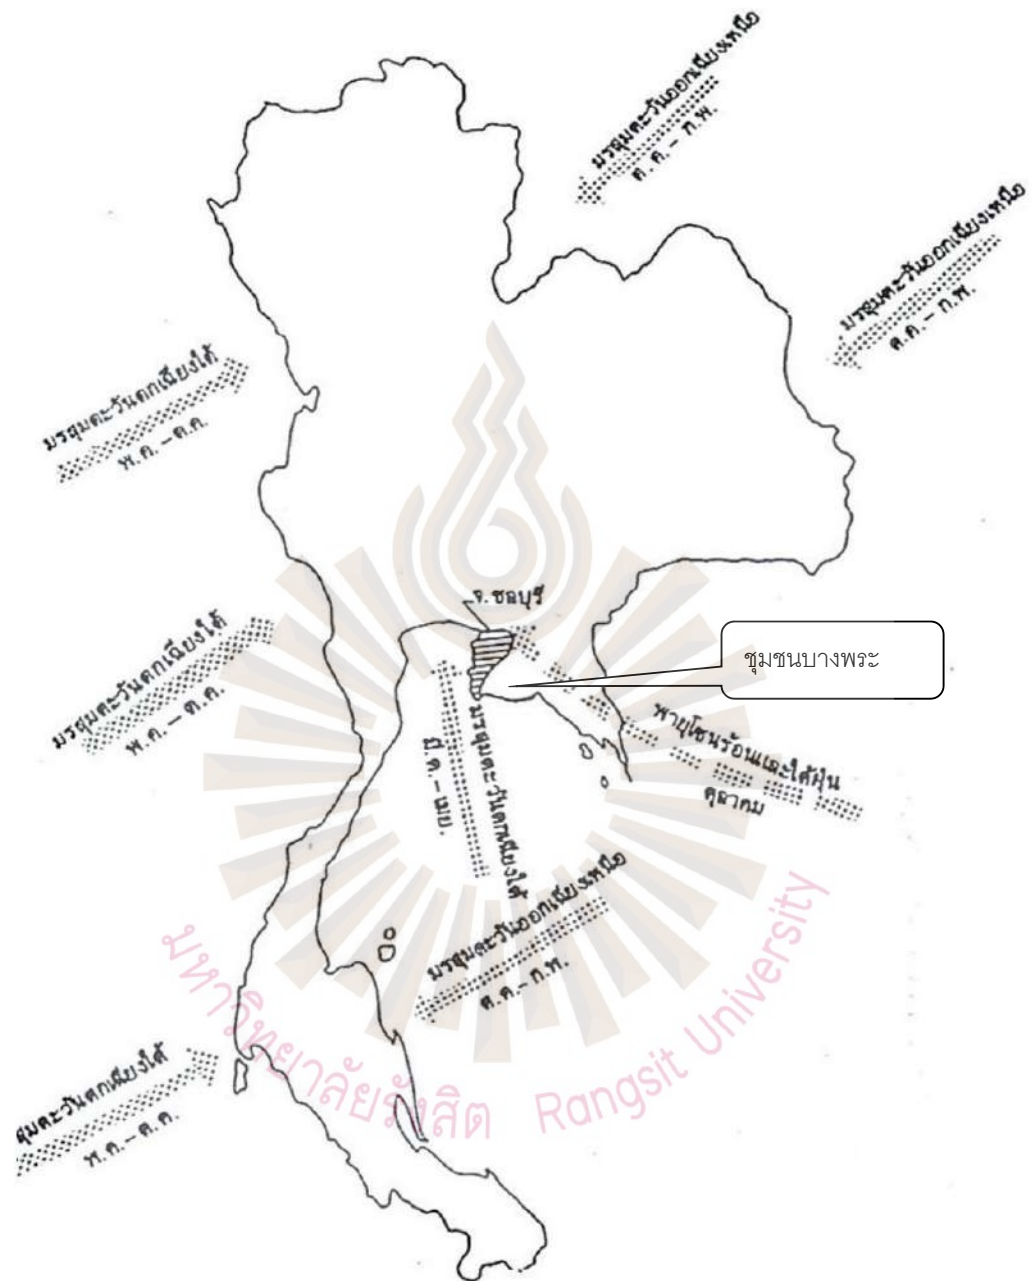 มรสุมตะวันออกเฉียงเหนือ
ต.ค. - ก.พ.
มรสุมตะวันออกเฉียงเหนือ
ต.ค. - ก.พ.
มรสุมตะวันตกเฉียงใต้
พ.ค. - ต.ค.
จ.ชลบุรี
ชุมชนบางพระ
มรสุมตะวันตกเฉียงใต้
พ.ค. - ต.ค.
พายุโซนร้อนและไต้ฝุ่น
ตุลาคม
มรสุมตะวันตกเฉียงใต้
มี.ค. - เมย.
มรสุมตะวันออกเฉียงเหนือ
ต.ค. - ก.พ.
สุมตะวันตกเฉียงใต้
พ.ค. - ต.ค.
มหาวิทยาลัยรังสิต Rangsit University